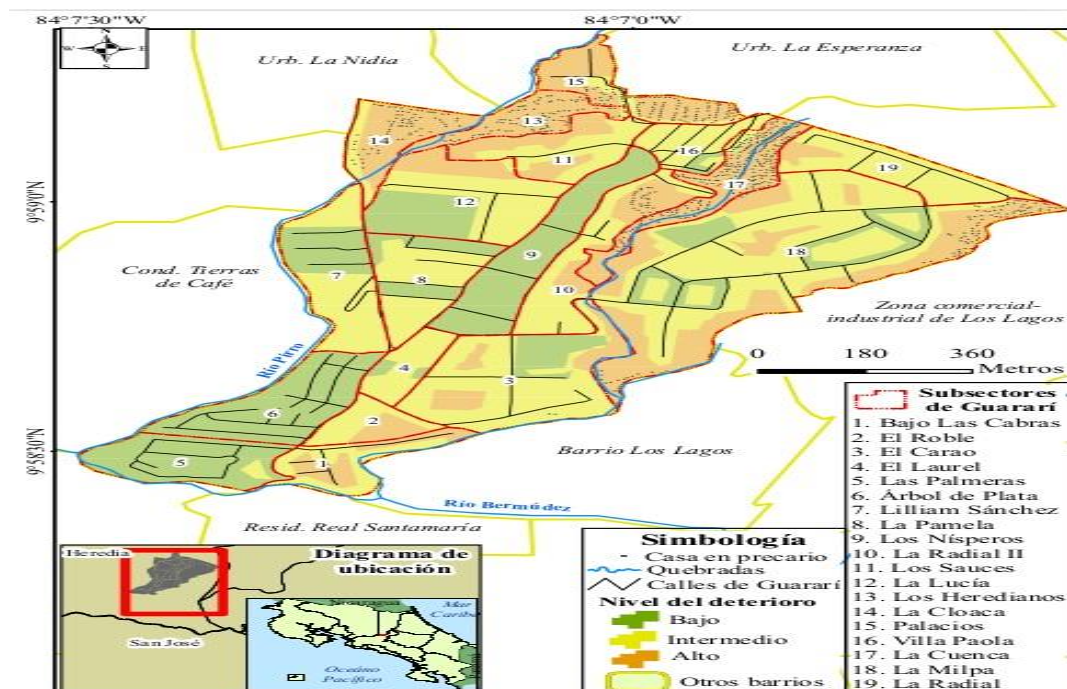 84°7'30"W
84°7'0"W
9°59'0"N
9°58'30"N
N
W
E
S
Urb. La Nidia
Urb. La Esperanza
15
13
14
16
11
19
17
12
9
18
7
8
10
Cond. Tierras
de Café
Zona comercial-
industrial de Los Lagos
Río Pirro
0 180 360
Metros
4
3
6
2
5
1
Barrio Los Lagos
Río Bermúdez
Resid. Real Santamaría
Subsectores
de Guararí
1. Bajo Las Cabras
2. El Roble
3. El Carao
4. El Laurel
5. Las Palmeras
6. Árbol de Plata
7. Lilliam Sánchez
8. La Pamela
9. Los Nísperos
10. La Radial II
11. Los Sauces
12. La Lucía
13. Los Heredianos
14. La Cloaca
15. Palacios
16. Villa Paola
17. La Cuenca
18. La Milpa
19. La Radial
Simbología
Casa en precario
Quebradas
Calles de Guararí
Nivel del deterioro
Bajo
Intermedio
Alto
Otros barrios
Diagrama de
ubicación
Heredia
San José
Nicaragua
Mar
Caribe
Océano
Pacífico